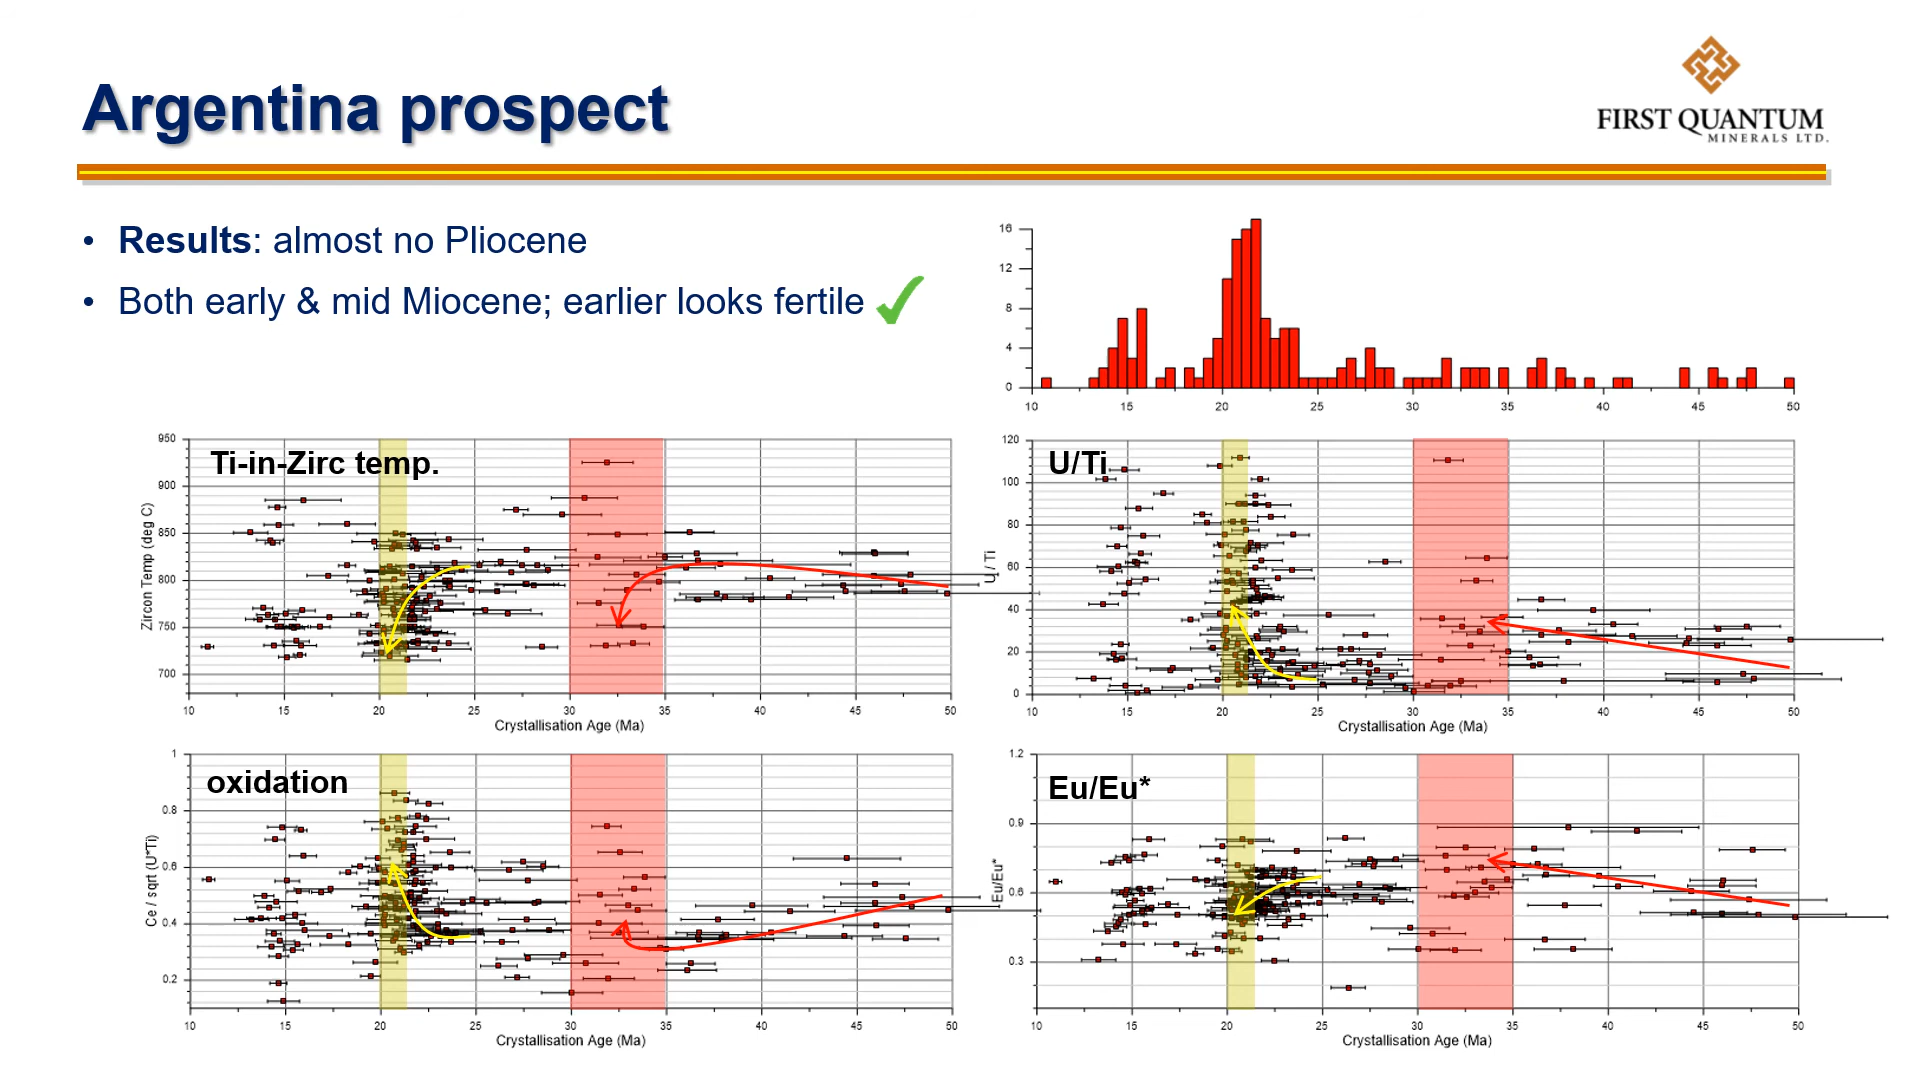 Argentina prospect
FIRST QUANTUM
MINERALS LTD.
• Results: almost no Pliocene
• Both early & mid Miocene; earlier looks fertile
16
12
8
4
0
10 15 20 25 30 35 40 45 50
Ti-in-Zirc temp.
Zircon Temp (deg C)
950
900
850
800
750
700
10 15 20 25 30 35 40 45 50
Crystallisation Age (Ma)
U/Ti
U / Ti
120
100
80
60
40
20
0
10 15 20 25 30 35 40 45 50
Crystallisation Age (Ma)
oxidation
Ce / sqrt (U*Ti)
1
0.8
0.6
0.4
0.2
10 15 20 25 30 35 40 45 50
Crystallisation Age (Ma)
Eu/Eu*
Eu/Eu*
1.2
0.9
0.6
0.3
10 15 20 25 30 35 40 45 50
Crystallisation Age (Ma)